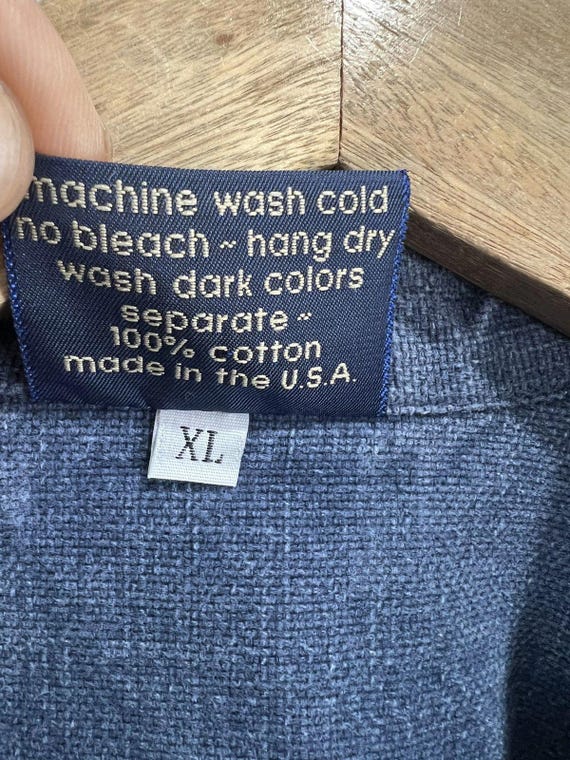 machine wash cold
no bleach ~ hang dry
wash dark colors
separate ~
100% cotton
made in the U.S.A.
XL